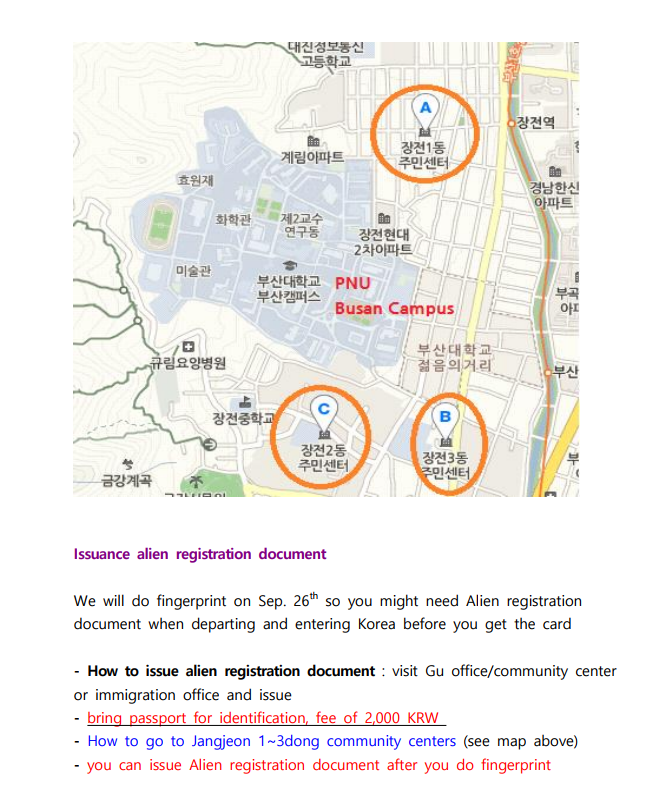 대진정보통신
고등학교
A
장전역
장전1동
주민센터
계림아파트
경남한신
아파트
효원재
화학관
제2교수
연구동
장전현대
2차아파트
미술관
부산대학교
부산캠퍼스
PNU
Busan Campus
부곡
부산대학교
젊음의거리
규림요양병원
부산
C
B
장전중학교
장전2동
주민센터
장전3동
주민센터
금강계곡
Issuance alien registration document
We will do fingerprint on Sep. 26th so you might need Alien registration
document when departing and entering Korea before you get the card
- How to issue alien registration document : visit Gu office/community center
or immigration office and issue
- bring passport for identification, fee of 2,000 KRW
- How to go to Jangjeon 1~3dong community centers (see map above)
- you can issue Alien registration document after you do fingerprint